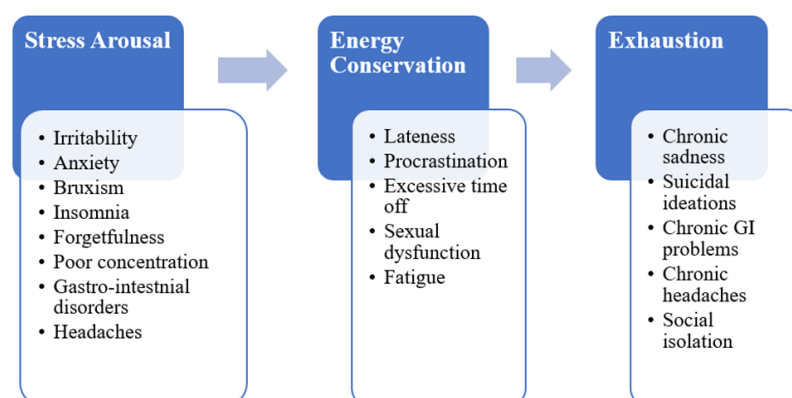 Stress Arousal
• Irritability
• Anxiety
• Bruxism
• Insomnia
• Forgetfulness
• Poor concentration
• Gastro-intestnial
disorders
• Headaches
Energy
Conservation
• Lateness
• Procrastination
• Excessive time
off
• Sexual
dysfunction
• Fatigue
Exhaustion
• Chronic
sadness
• Suicidal
ideations
• Chronic GI
problems
• Chronic
headaches
• Social
isolation